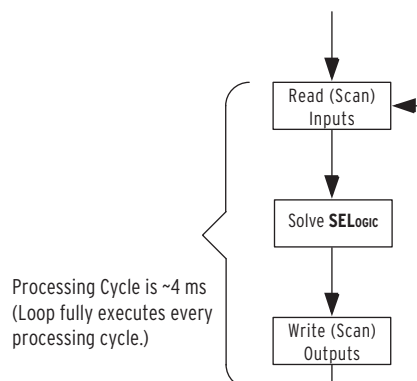 Read (Scan)
Inputs
Solve SELOGIC
Processing Cycle is ~4 ms
(Loop fully executes every
processing cycle.)
Write (Scan)
Outputs